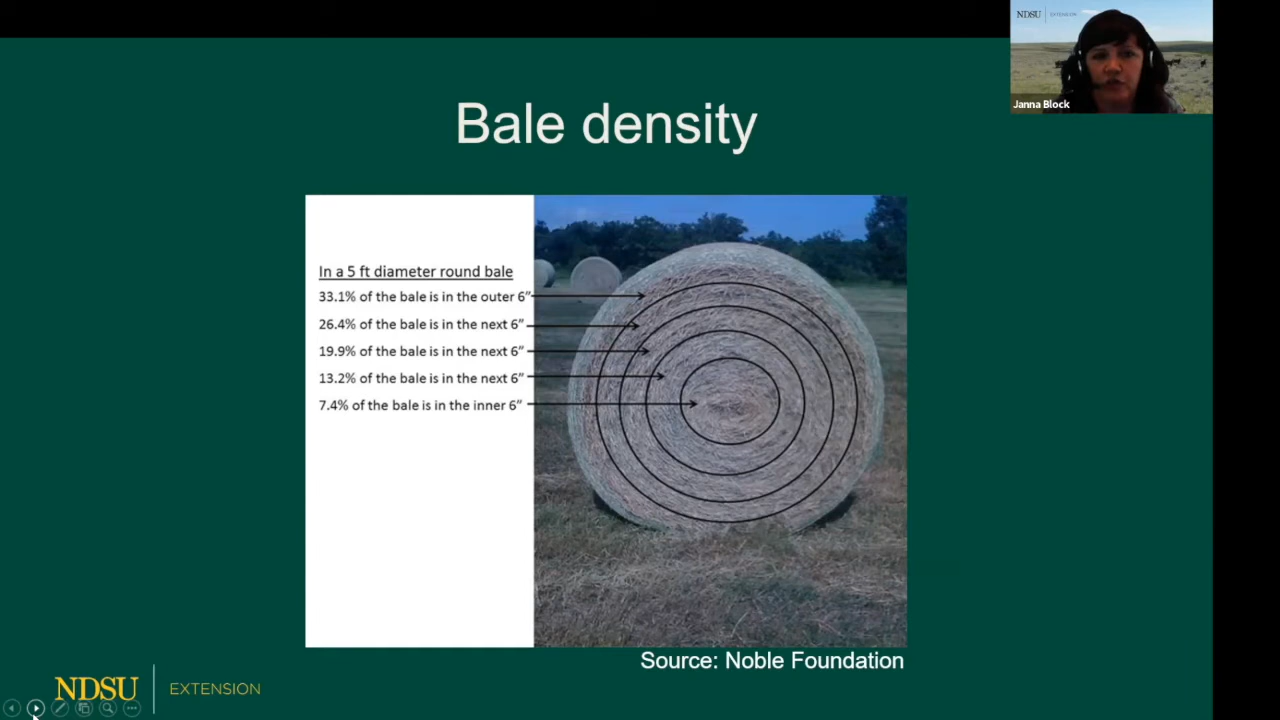 NDSU EXTENSION
Janna Block
Bale density
In a 5 ft diameter round bale
33.1% of the bale is in the outer 6”
26.4% of the bale is in the next 6”
19.9% of the bale is in the next 6”
13.2% of the bale is in the next 6”
7.4% of the bale is in the inner 6”
Source: Noble Foundation
NDSU EXTENSION